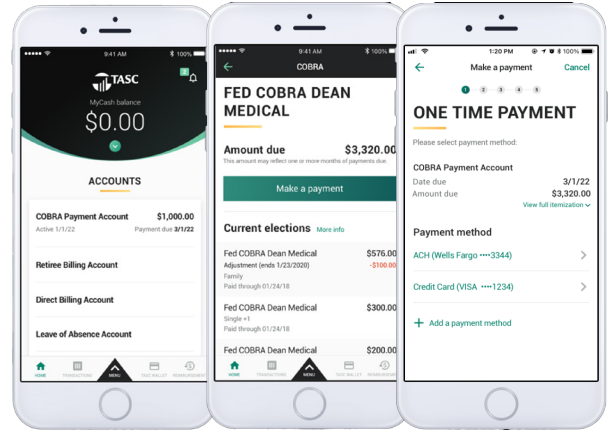 9:41 AM
100%
TASC
2
MyCash balance
$0.00
ACCOUNTS
COBRA Payment Account $1,000.00
Active 1/1/22 Payment due 3/1/22
Retiree Billing Account
Direct Billing Account
Leave of Absence Account
HOME TRANSACTIONS MENU TASC WALLET REIMBURSEMENT
9:41 AM
100%
COBRA
FED COBRA DEAN
MEDICAL
Amount due $3,320.00
This amount may reflect one or more months of payments due.
Make a payment
Current elections More info
Fed COBRA Dean Medical $576.00
Adjustment (ends 1/23/2020) -$100.00
Family
Paid through 01/24/18
Fed COBRA Dean Medical $300.00
Single +1
Paid through 01/24/18
Fed COBRA Dean Medical $200.00
HOME TRANSACTIONS MENU TASC WALLET
1:20 PM
100%
Make a payment Cancel
1 2 3 4 5
ONE TIME PAYMENT
Please select payment method:
COBRA Payment Account
Date due 3/1/22
Amount due $3,320.00
View full itemization
Payment method
ACH (Wells Fargo ····3344)
Credit Card (VISA ····1234)
+ Add a payment method